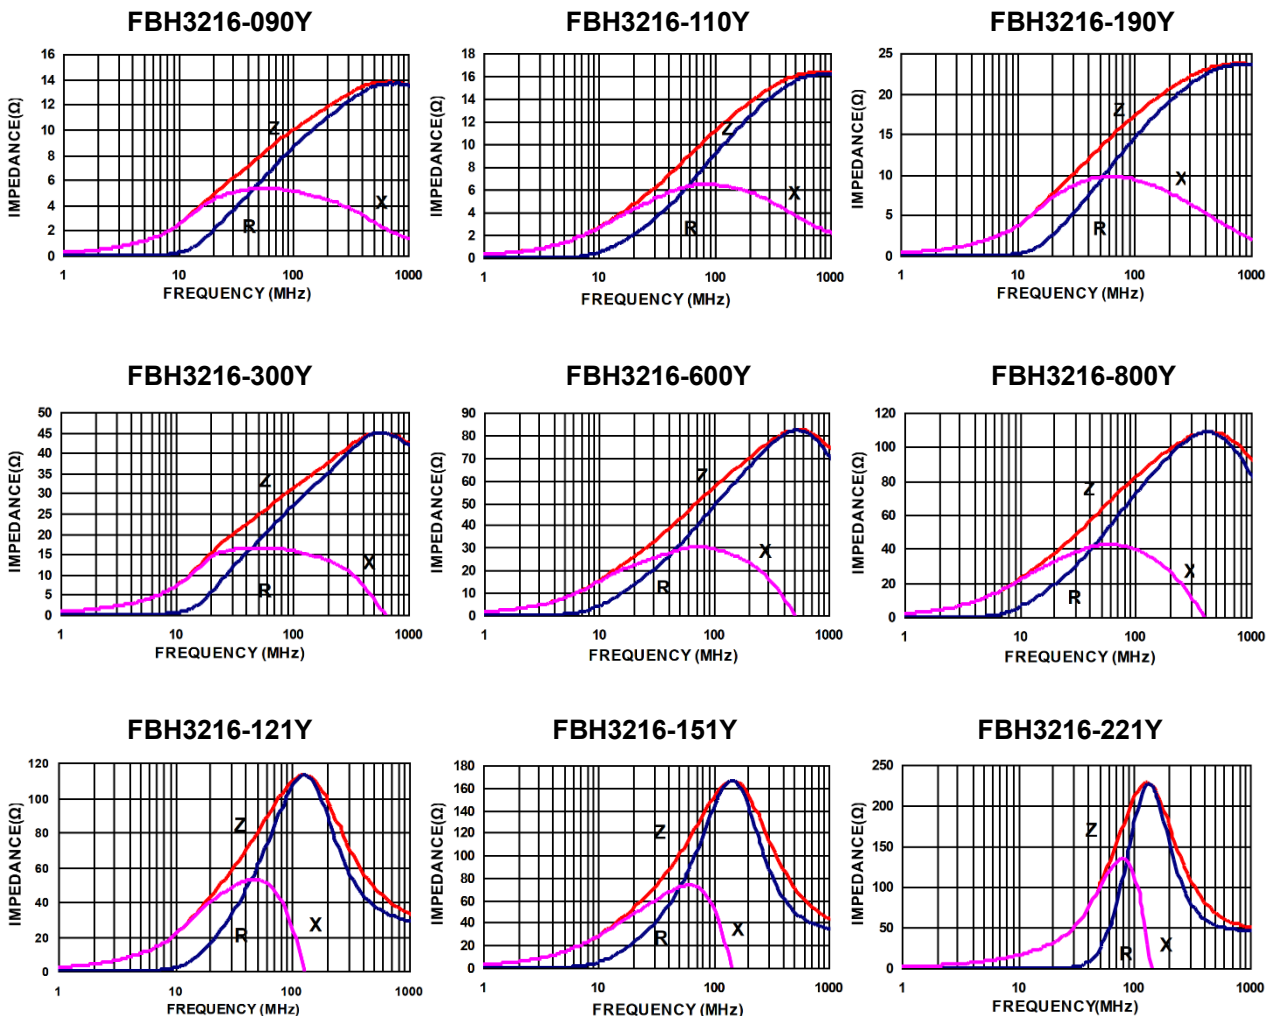 FBH3216-090Y
FBH3216-110Y
FBH3216-190Y
IMPEDANCE(Ω)
16
14
12
10
8
6
4
2
0
Z
X
R
1
10
100
1000
FREQUENCY (MHz)
IMPEDANCE(Ω)
18
16
14
12
10
8
6
4
2
0
Z
X
R
1
10
100
1000
FREQUENCY (MHz)
IMPEDANCE(Ω)
25
20
15
10
5
0
Z
X
R
1
10
100
1000
FREQUENCY (MHz)
FBH3216-300Y
FBH3216-600Y
FBH3216-800Y
IMPEDANCE(Ω)
50
45
40
35
30
25
20
15
10
5
0
Z
X
R
1
10
100
1000
FREQUENCY (MHz)
IMPEDANCE(Ω)
90
80
70
60
50
40
30
20
10
0
Z
X
R
1
10
100
1000
FREQUENCY (MHz)
IMPEDANCE(Ω)
120
100
80
60
40
20
0
Z
X
R
1
10
100
1000
FREQUENCY (MHz)
FBH3216-121Y
FBH3216-151Y
FBH3216-221Y
IMPEDANCE(Ω)
120
100
80
60
40
20
0
Z
X
R
1
10
100
1000
FREQUENCY (MHz)
IMPEDANCE(Ω)
180
160
140
120
100
80
60
40
20
0
Z
X
R
1
10
100
1000
FREQUENCY (MHz)
IMPEDANCE(Ω)
250
200
150
100
50
0
Z
X
R
1
10
100
1000
FREQUENCY(MHz)